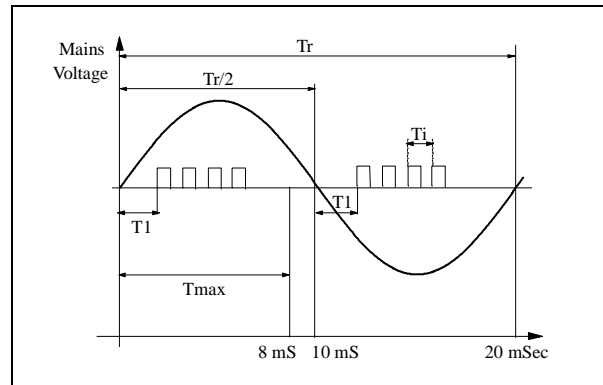 Mains
Voltage
Tr
Tr/2
Ti
T1
T1
Tmax
8 mS
10 mS
20 mSec